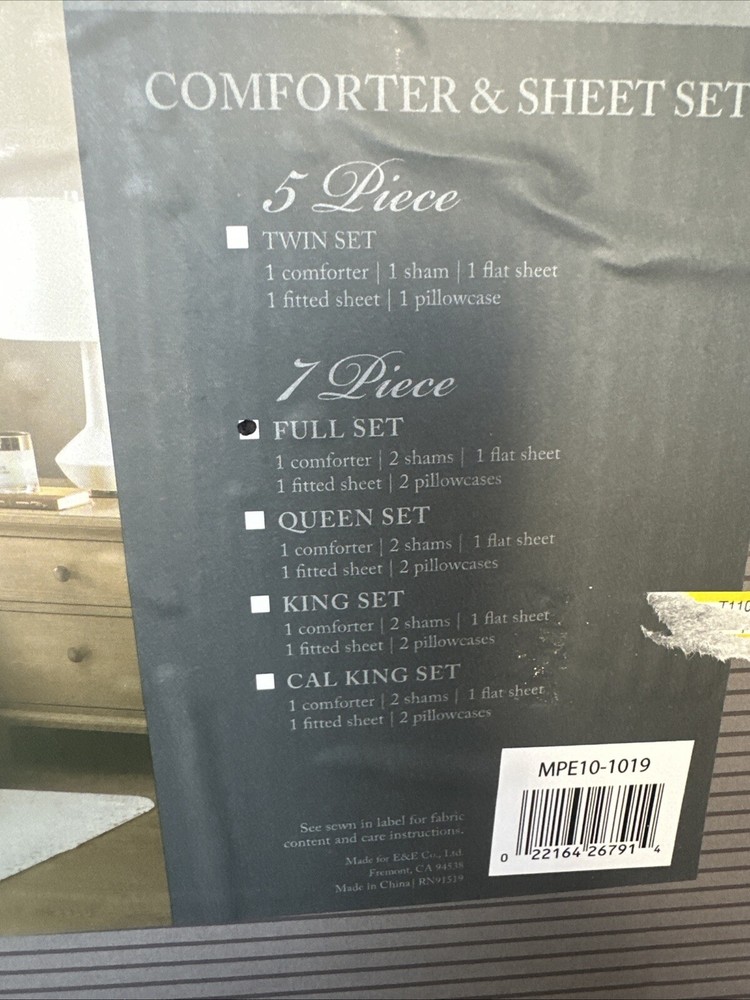 COMFORTER & SHEET SET
5 Piece
TWIN SET
1 comforter | 1 sham | 1 flat sheet
1 fitted sheet | 1 pillowcase
7 Piece
FULL SET
1 comforter | 2 shams | 1 flat sheet
1 fitted sheet | 2 pillowcases
QUEEN SET
1 comforter | 2 shams | 1 flat sheet
1 fitted sheet | 2 pillowcases
KING SET
1 comforter | 2 shams | 1 flat sheet
1 fitted sheet | 2 pillowcases
CAL KING SET
1 comforter | 2 shams | 1 flat sheet
1 fitted sheet | 2 pillowcases
T110
MPE10-1019
0 22164 26791 4
See sewn in label for fabric
content and care instructions.
Made for E&E Co., Ltd.
Fremont, CA 94538
Made in China| RN91519